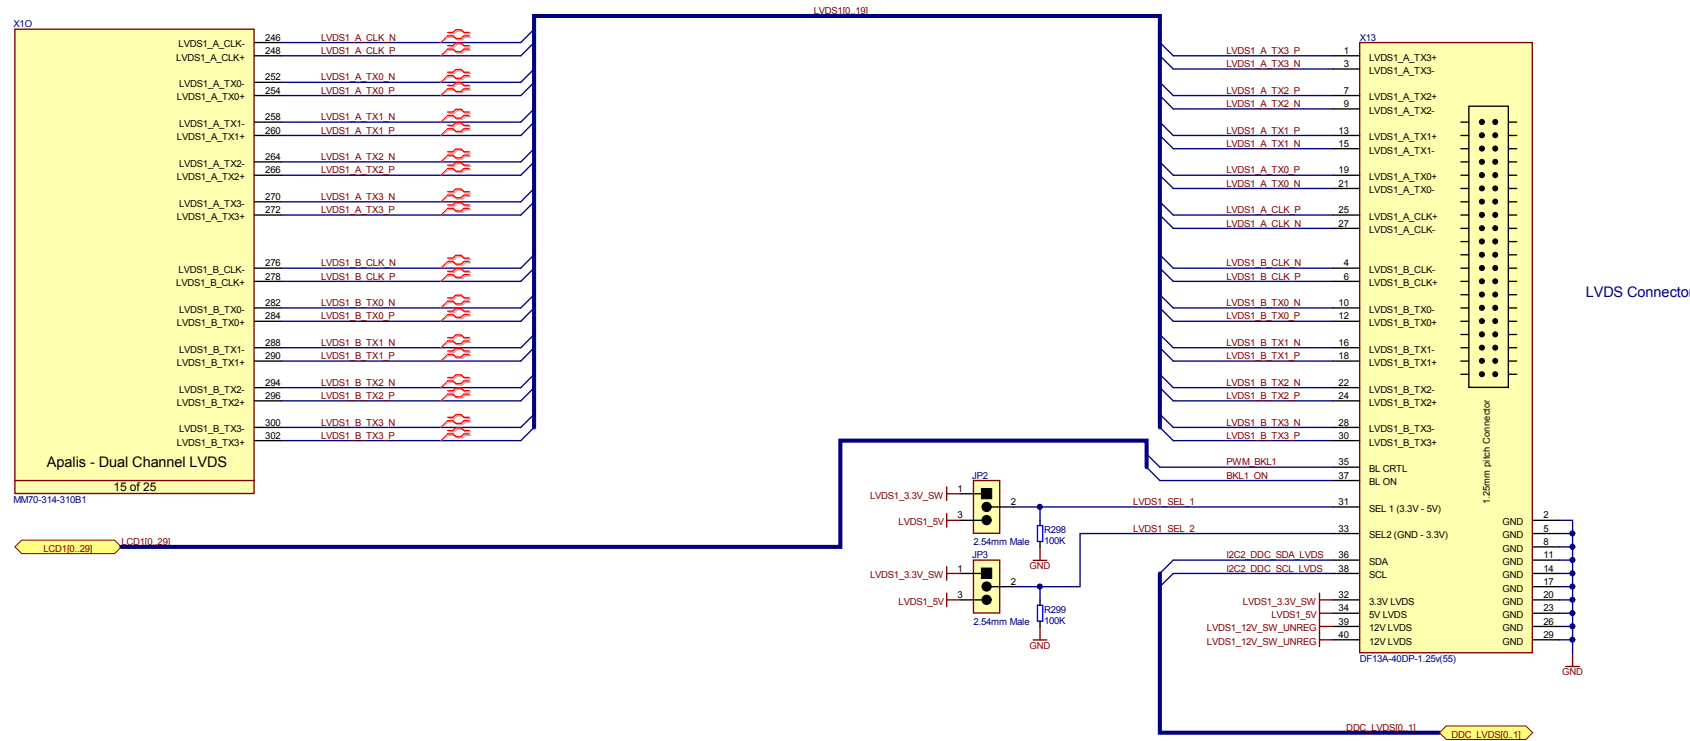 LVDS1[0..19]
X1O
LVDS1_A_CLK- 246 LVDS1_A_CLK_N
LVDS1_A_CLK+ 248 LVDS1_A_CLK_P
LVDS1_A_TX0- 252 LVDS1_A_TX0_N
LVDS1_A_TX0+ 254 LVDS1_A_TX0_P
LVDS1_A_TX1- 258 LVDS1_A_TX1_N
LVDS1_A_TX1+ 260 LVDS1_A_TX1_P
LVDS1_A_TX2- 264 LVDS1_A_TX2_N
LVDS1_A_TX2+ 266 LVDS1_A_TX2_P
LVDS1_A_TX3- 270 LVDS1_A_TX3_N
LVDS1_A_TX3+ 272 LVDS1_A_TX3_P
LVDS1_B_CLK- 276 LVDS1_B_CLK_N
LVDS1_B_CLK+ 278 LVDS1_B_CLK_P
LVDS1_B_TX0- 282 LVDS1_B_TX0_N
LVDS1_B_TX0+ 284 LVDS1_B_TX0_P
LVDS1_B_TX1- 288 LVDS1_B_TX1_N
LVDS1_B_TX1+ 290 LVDS1_B_TX1_P
LVDS1_B_TX2- 294 LVDS1_B_TX2_N
LVDS1_B_TX2+ 296 LVDS1_B_TX2_P
LVDS1_B_TX3- 300 LVDS1_B_TX3_N
LVDS1_B_TX3+ 302 LVDS1_B_TX3_P
Apalis - Dual Channel LVDS
15 of 25
MM70-314-310B1
LCD1[0..29] LCD1[0..29]
JP2
LVDS1_3.3V_SW 1
2 LVDS1_SEL_1
LVDS1_5V 3
2.54mm Male
R298
100K
GND
JP3
LVDS1_3.3V_SW 1
2 LVDS1_SEL_2
LVDS1_5V 3
2.54mm Male
R299
100K
GND
X13
LVDS1_A_TX3_P 1 LVDS1_A_TX3+
LVDS1_A_TX3_N 3 LVDS1_A_TX3-
LVDS1_A_TX2_P 7 LVDS1_A_TX2+
LVDS1_A_TX2_N 9 LVDS1_A_TX2-
LVDS1_A_TX1_P 13 LVDS1_A_TX1+
LVDS1_A_TX1_N 15 LVDS1_A_TX1-
LVDS1_A_TX0_P 19 LVDS1_A_TX0+
LVDS1_A_TX0_N 21 LVDS1_A_TX0-
LVDS1_A_CLK_P 25 LVDS1_A_CLK+
LVDS1_A_CLK_N 27 LVDS1_A_CLK-
LVDS1_B_CLK_N 4 LVDS1_B_CLK-
LVDS1_B_CLK_P 6 LVDS1_B_CLK+
LVDS1_B_TX0_N 10 LVDS1_B_TX0-
LVDS1_B_TX0_P 12 LVDS1_B_TX0+
LVDS1_B_TX1_N 16 LVDS1_B_TX1-
LVDS1_B_TX1_P 18 LVDS1_B_TX1+
LVDS1_B_TX2_N 22 LVDS1_B_TX2-
LVDS1_B_TX2_P 24 LVDS1_B_TX2+
LVDS1_B_TX3_N 28 LVDS1_B_TX3-
LVDS1_B_TX3_P 30 LVDS1_B_TX3+
PWM_BKL1 35 BL CRTL
BKL1_ON 37 BL ON
31 SEL 1 (3.3V - 5V)
33 SEL2 (GND - 3.3V)
I2C2_DDC_SDA_LVDS 36 SDA
I2C2_DDC_SCL_LVDS 38 SCL
LVDS1_3.3V_SW 32 3.3V LVDS
LVDS1_5V 34 5V LVDS
LVDS1_12V_SW_UNREG 39 12V LVDS
LVDS1_12V_SW_UNREG 40 12V LVDS
1.25mm pitch Connector
GND 2
GND 5
GND 8
GND 11
GND 14
GND 17
GND 20
GND 23
GND 26
GND 29
GND
DF13A-40DP-1.25v(55)
LVDS Connector
DDC_LVDS[0..1] DDC_LVDS[0..1]